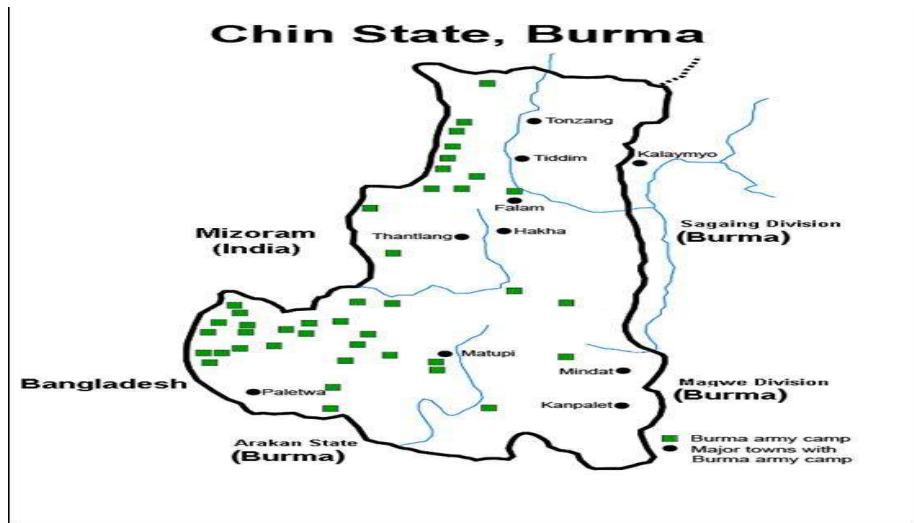 Chin State, Burma
Tonzang
Tiddim
Kalaymyo
Falam
Mizoram
(India)
Thantlang
Hakha
Sagaing Division
(Burma)
Matupi
Bangladesh
Paletwa
Mindat
Kanpalet
Magwe Division
(Burma)
Arakan State
(Burma)
Burma army camp
Major towns with
Burma army camp